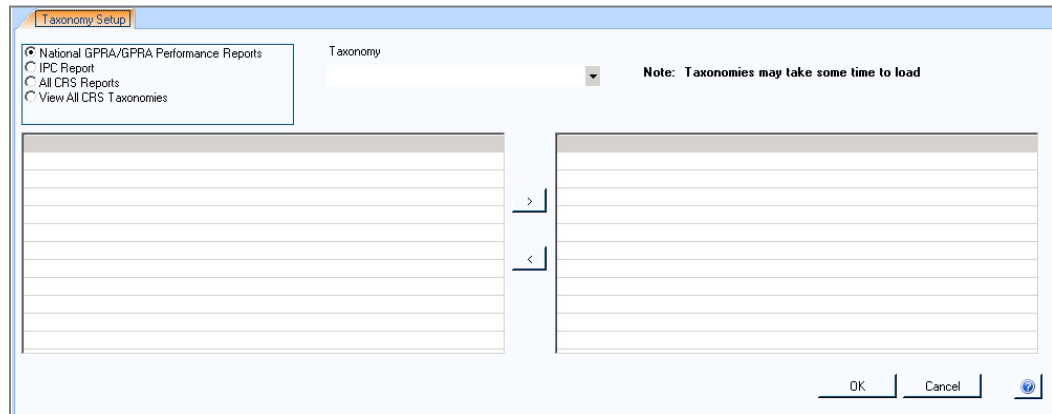 Taxonomy Setup
National GPRA/GPRA Performance Reports
IPC Report
All CRS Reports
View All CRS Taxonomies
Taxonomy
Note: Taxonomies may take some time to load
>
<
OK
Cancel
?